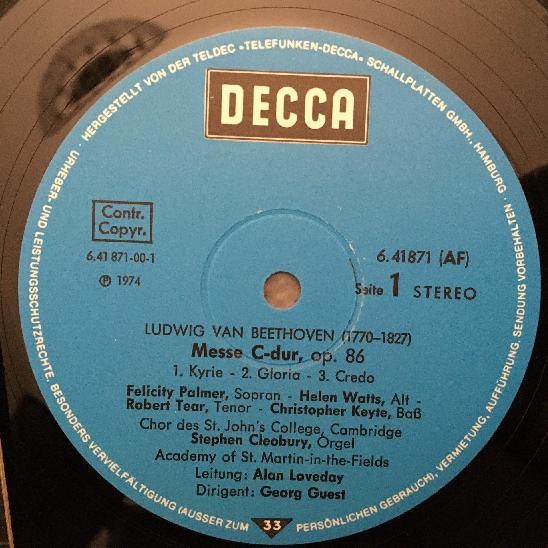 URHEBER- UND LEISTUNGSSCHUTZRECHTE, BESONDERS VERVIELFÄLTIGUNG (AUSSER ZUM PERSÖNLICHEN GEBRAUCH), VERMIETUNG, AUFFÜHRUNG, SENDUNG VORBEHALTEN · HERGESTELLT VON DER TELDEC »TELEFUNKEN-DECCA« SCHALLPLATTEN GMBH., HAMBURG ·
DECCA
Contr.
Copyr.
6.41 871-00-1
Ⓟ 1974
6.41871 (AF)
Seite 1 STEREO
LUDWIG VAN BEETHOVEN (1770-1827)
Messe C-dur, op. 86
1. Kyrie - 2. Gloria - 3. Credo
Felicity Palmer, Sopran - Helen Watts, Alt -
Robert Tear, Tenor - Christopher Keyte, Baß
Chor des St. John's College, Cambridge
Stephen Cleobury, Orgel
Academy of St. Martin-in-the-Fields
Leitung: Alan Loveday
Dirigent: Georg Guest
33